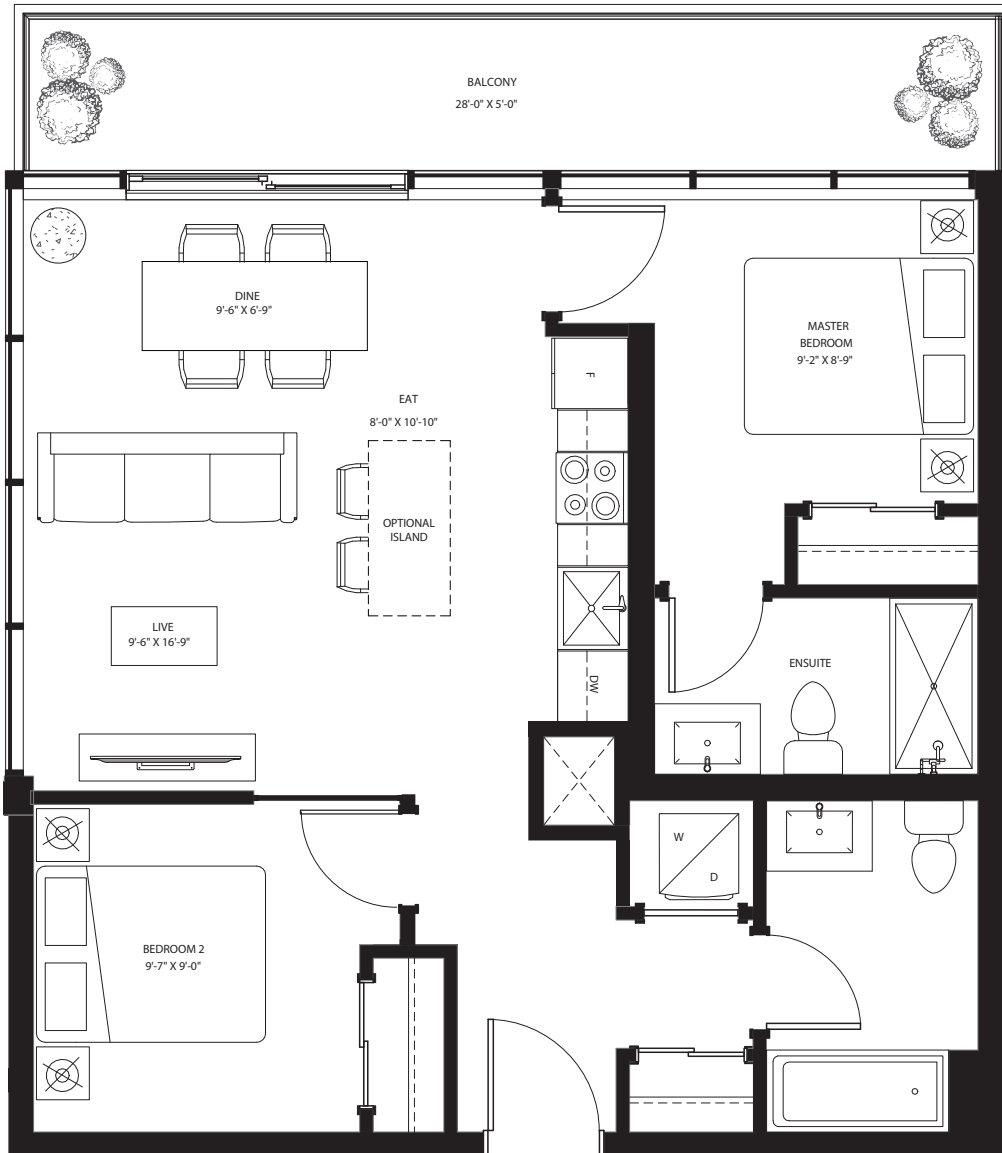 BALCONY
28'-0" X 5'-0"
DINE
9'-6" X 6'-9"
MASTER
BEDROOM
9'-2" X 8'-9"
F
EAT
8'-0" X 10'-10"
OPTIONAL
ISLAND
LIVE
9'-6" X 16'-9"
ENSUITE
DW
W
D
BEDROOM 2
9'-7" X 9'-0"